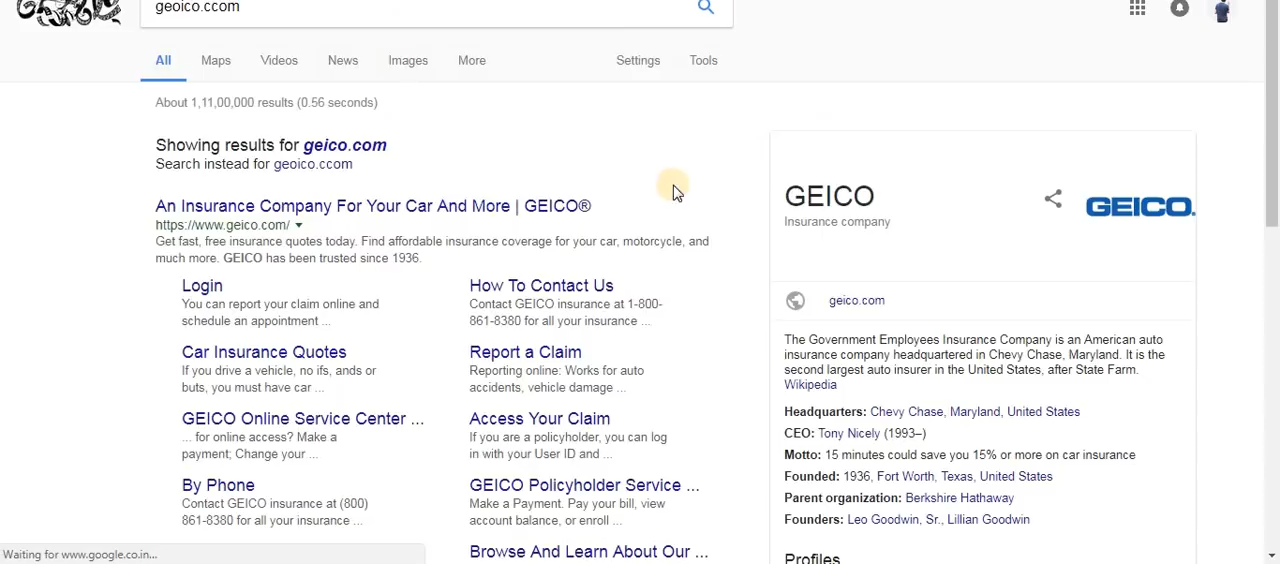 geoico.ccom
All Maps Videos News Images More Settings Tools
About 1,11,00,000 results (0.56 seconds)
Showing results for geico.com
Search instead for geoico.ccom
An Insurance Company For Your Car And More | GEICO®
https://www.geico.com/
Get fast, free insurance quotes today. Find affordable insurance coverage for your car, motorcycle, and
much more. GEICO has been trusted since 1936.
Login
You can report your claim online and
schedule an appointment ...
How To Contact Us
Contact GEICO insurance at 1-800-
861-8380 for all your insurance ...
Car Insurance Quotes
If you drive a vehicle, no ifs, ands or
buts, you must have car ...
Report a Claim
Reporting online: Works for auto
accidents, vehicle damage ...
GEICO Online Service Center ...
... for online access? Make a
payment; Change your ...
Access Your Claim
If you are a policyholder, you can log
in with your User ID and ...
By Phone
Contact GEICO insurance at (800)
861-8380 for all your insurance ...
GEICO Policyholder Service ...
Make a Payment. Pay your bill, view
account balance, or enroll ...
Browse And Learn About Our ...
Waiting for www.google.co.in...
GEICO
Insurance company
GEICO.
geico.com
The Government Employees Insurance Company is an American auto
insurance company headquartered in Chevy Chase, Maryland. It is the
second largest auto insurer in the United States, after State Farm.
Wikipedia
Headquarters: Chevy Chase, Maryland, United States
CEO: Tony Nicely (1993–)
Motto: 15 minutes could save you 15% or more on car insurance
Founded: 1936, Fort Worth, Texas, United States
Parent organization: Berkshire Hathaway
Founders: Leo Goodwin, Sr., Lillian Goodwin
Profiles